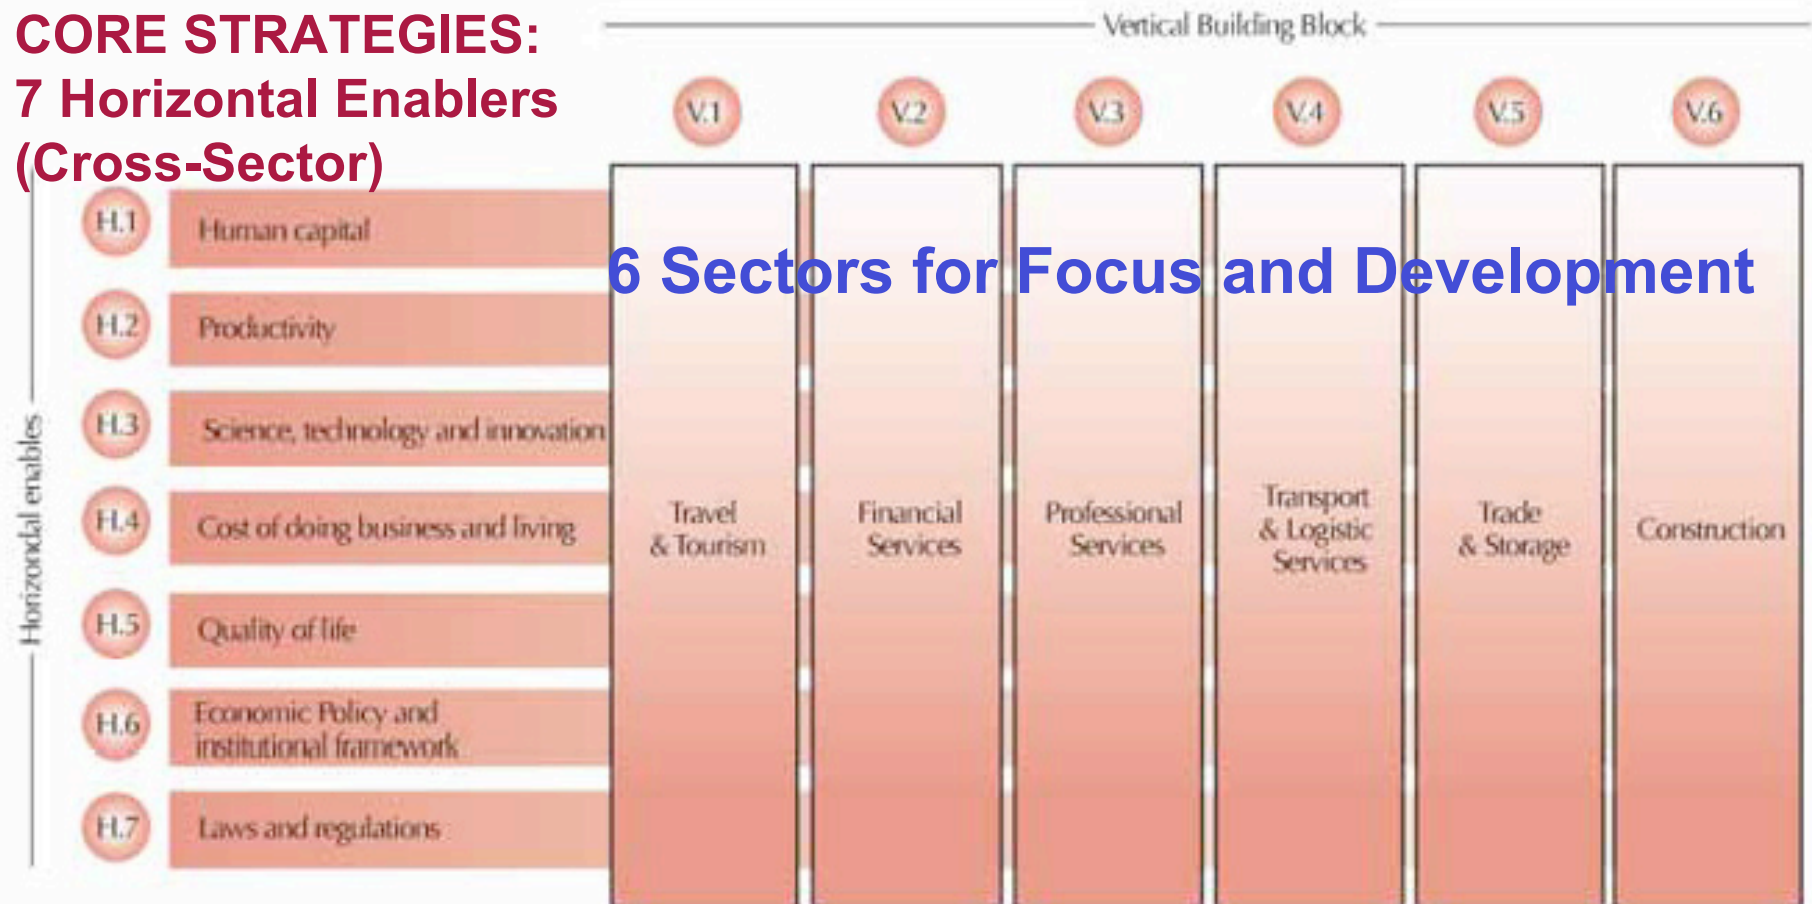 CORE STRATEGIES:
7 Horizontal Enablers
(Cross-Sector)
Vertical Building Block
V.1
V.2
V.3
V.4
V.5
V.6
6 Sectors for Focus and Development
Horizondal enables
H.1
Human capital
H.2
Productivity
H.3
Science, technology and innovation
H.4
Cost of doing business and living
H.5
Quality of life
H.6
Economic Policy and
institutional framework
H.7
Laws and regulations
Travel
& Tourism
Financial
Services
Professional
Services
Transport
& Logistic
Services
Trade
& Storage
Construction